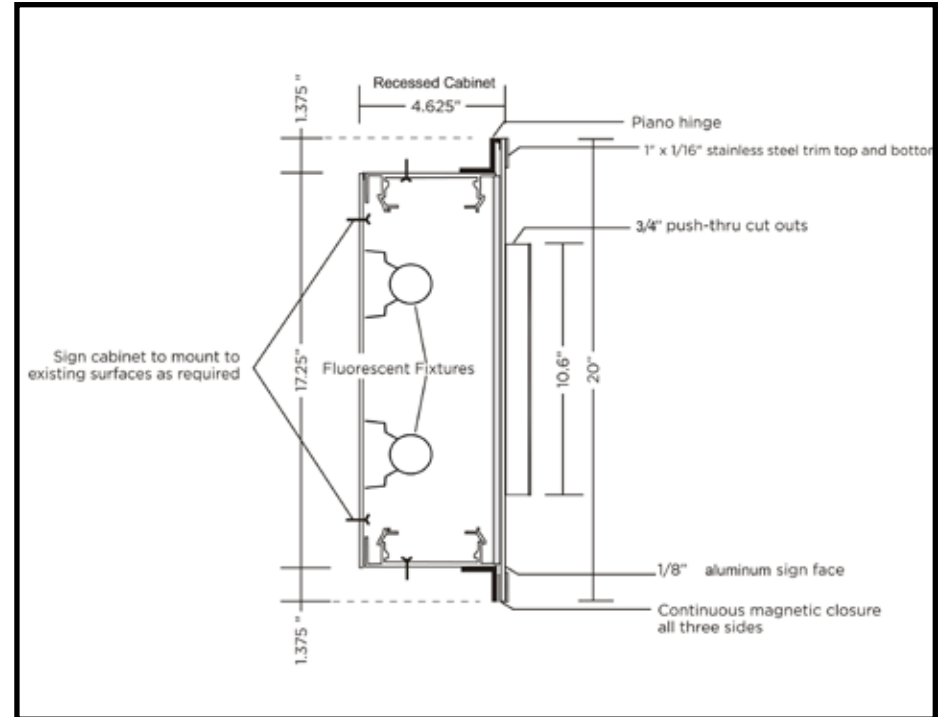 Recessed Cabinet
4.625"
1.375 "
Piano hinge
1" x 1/16" stainless steel trim top and bottor
3/4" push-thru cut outs
Sign cabinet to mount to
existing surfaces as required
17.25"
Fluorescent Fixtures
10.6"
20"
1/8" aluminum sign face
Continuous magnetic closure
all three sides
1.375 "